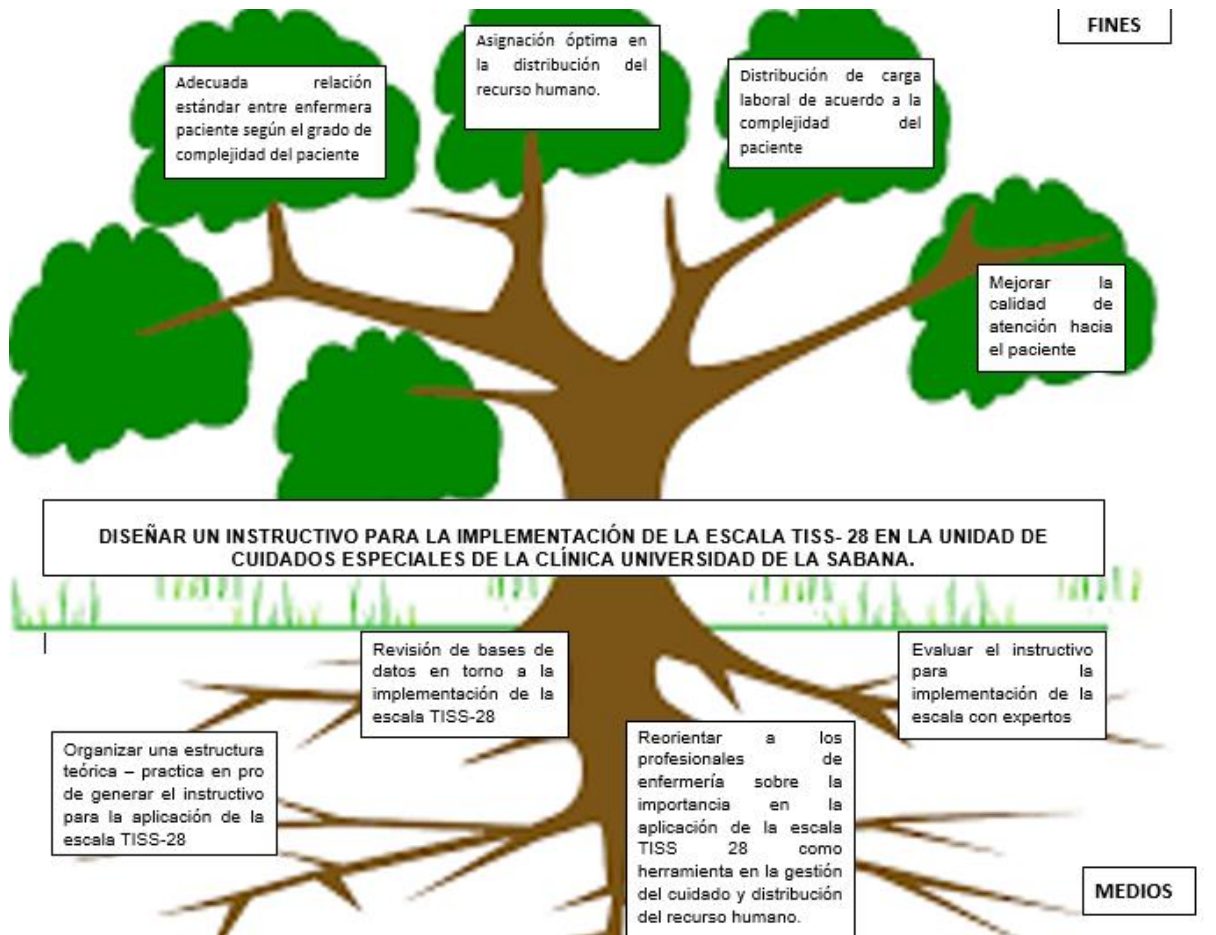 FINES
Asignación óptima en
la distribución del
recurso humano.
Adecuada relación
estándar entre enfermera
paciente según el grado de
complejidad del paciente
Distribución de carga
laboral de acuerdo a la
complejidad del
paciente
Mejorar la
calidad de
atención hacia
el paciente
DISEÑAR UN INSTRUCTIVO PARA LA IMPLEMENTACIÓN DE LA ESCALA TISS- 28 EN LA UNIDAD DE
CUIDADOS ESPECIALES DE LA CLÍNICA UNIVERSIDAD DE LA SABANA.
Revisión de bases de
datos en torno a la
implementación de la
escala TISS-28
Evaluar el instructivo
para la
implementación de la
escala con expertos
Organizar una estructura
teórica – practica en pro
de generar el instructivo
para la aplicación de la
escala TISS-28
Reorientar a los
profesionales de
enfermería sobre la
importancia en la
aplicación de la escala
TISS 28 como
herramienta en la gestión
del cuidado y distribución
del recurso humano.
MEDIOS